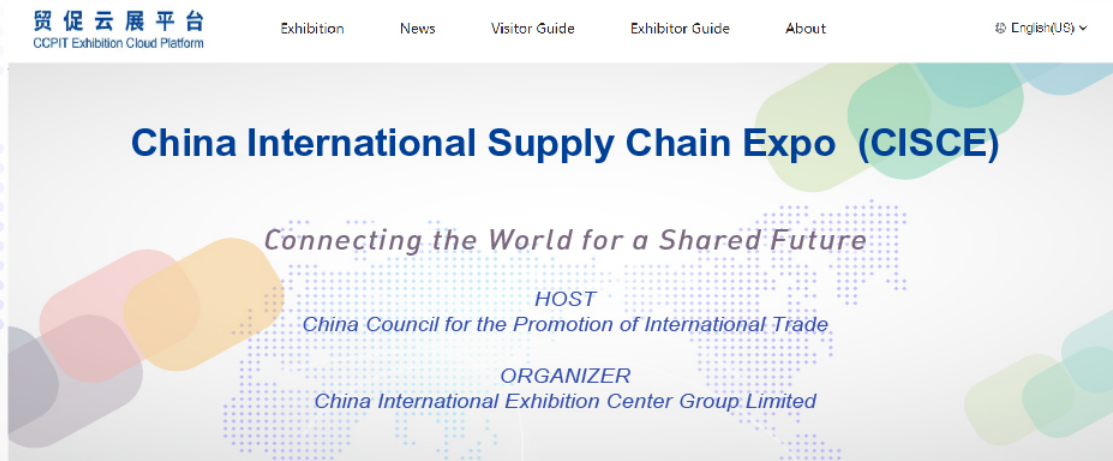 贸促云展平台
CCPIT Exhibition Cloud Platform
Exhibition News Visitor Guide Exhibitor Guide About English(US)
China International Supply Chain Expo (CISCE)
Connecting the World for a Shared Future
HOST
China Council for the Promotion of International Trade
ORGANIZER
China International Exhibition Center Group Limited